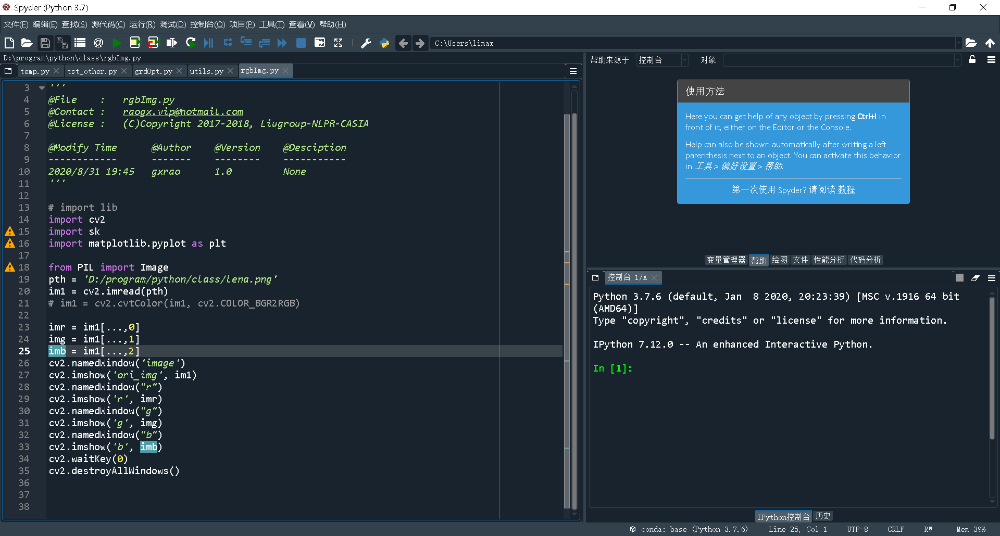 Spyder (Python 3.7)
文件(F) 编辑(E) 查找(S) 源代码(C) 运行(R) 调试(D) 控制台(O) 项目(P) 工具(T) 查看(V) 帮助(H)
C:\Users\limax
D:\program\python\class\rgbImg.py
temp.py tst_other.py grdOpt.py utils.py rgbImg.py
3 '''
4 @File    :   rgbImg.py
5 @Contact :   raogx.vip@hotmail.com
6 @License :   (C)Copyright 2017-2018, Liugroup-NLPR-CASIA
7
8 @Modify Time      @Author    @Version    @Desciption
9 ------------      -------    --------    -----------
10 2020/8/31 19:45   gxrao      1.0         None
11 '''
12
13 # import lib
14 import cv2
15 import sk
16 import matplotlib.pyplot as plt
17
18 from PIL import Image
19 pth = 'D:/program/python/class/lena.png'
20 im1 = cv2.imread(pth)
21 # im1 = cv2.cvtColor(im1, cv2.COLOR_BGR2RGB)
22
23 imr = im1[...,0]
24 img = im1[...,1]
25 imb = im1[...,2]
26 cv2.namedWindow('image')
27 cv2.imshow('ori_img', im1)
28 cv2.namedWindow("r")
29 cv2.imshow('r', imr)
30 cv2.namedWindow("g")
31 cv2.imshow('g', img)
32 cv2.namedWindow("b")
33 cv2.imshow('b', imb)
34 cv2.waitKey(0)
35 cv2.destroyAllWindows()
36
37
38
帮助来源于 控制台 对象
使用方法
Here you can get help of any object by pressing Ctrl+I in
front of it, either on the Editor or the Console.
Help can also be shown automatically after writing a left
parenthesis next to an object. You can activate this behavior
in 工具 > 偏好设置 > 帮助.
第一次使用 Spyder? 请阅读 教程
变量管理器 帮助 绘图 文件 性能分析 代码分析
控制台 1/A
Python 3.7.6 (default, Jan  8 2020, 20:23:39) [MSC v.1916 64 bit
(AMD64)]
Type "copyright", "credits" or "license" for more information.
IPython 7.12.0 -- An enhanced Interactive Python.
In [1]:
IPython控制台 历史
conda: base (Python 3.7.6) Line 25, Col 1 UTF-8 CRLF RW Mem 39%